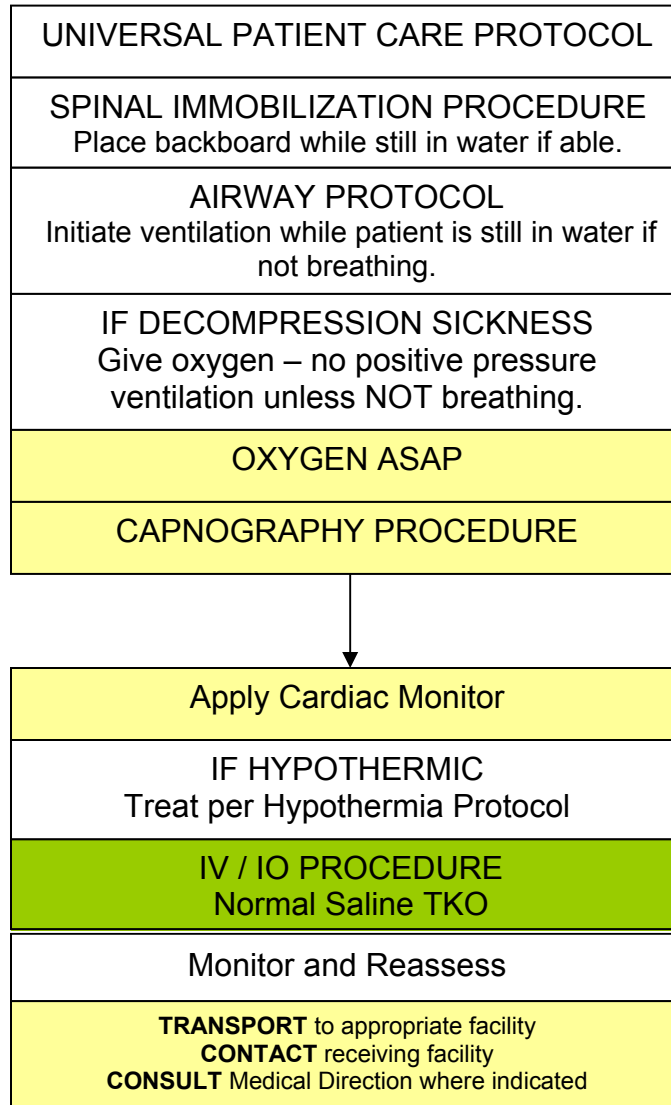 UNIVERSAL PATIENT CARE PROTOCOL
SPINAL IMMOBILIZATION PROCEDURE
Place backboard while still in water if able.
AIRWAY PROTOCOL
Initiate ventilation while patient is still in water if
not breathing.
IF DECOMPRESSION SICKNESS
Give oxygen – no positive pressure
ventilation unless NOT breathing.
OXYGEN ASAP
CAPNOGRAPHY PROCEDURE
Apply Cardiac Monitor
IF HYPOTHERMIC
Treat per Hypothermia Protocol
IV / IO PROCEDURE
Normal Saline TKO
Monitor and Reassess
TRANSPORT to appropriate facility
CONTACT receiving facility
CONSULT Medical Direction where indicated